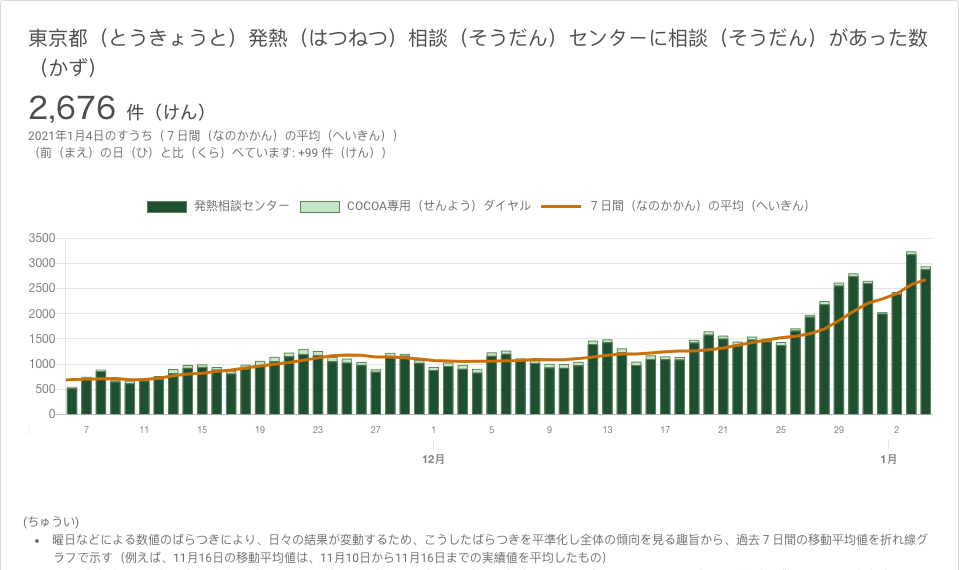 東京都（とうきょうと）発熱（はつねつ）相談（そうだん）センターに相談（そうだん）があった数
（かず）
2,676 件（けん）
2021年1月4日のすうち（７日間（なのかかん）の平均（へいきん））
（前（まえ）の日（ひ）と比（くら）べています: +99 件（けん））
発熱相談センター COCOA専用（せんよう）ダイヤル ７日間（なのかかん）の平均（へいきん）
3500
3000
2500
2000
1500
1000
500
0
3 7 11 15 19 23 27 1 5 9 13 17 21 25 29 2
12月 1月
(ちゅうい)
• 曜日などによる数値のばらつきにより、日々の結果が変動するため、こうしたばらつきを平準化し全体の傾向を見る趣旨から、過去７日間の移動平均値を折れ線グ
ラフで示す（例えば、11月16日の移動平均値は、11月10日から11月16日までの実績値を平均したもの）